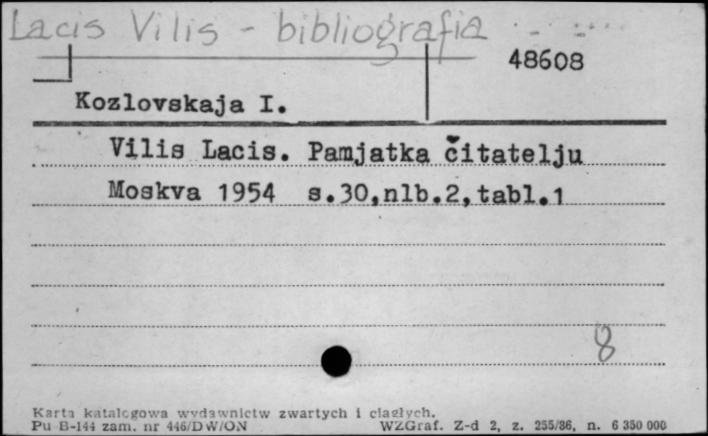 Lacis Vilis - bibliografia
48608
Kozlovskaja I.
Vilis Lacis. Pamjatka čitatelju
Moskva 1954 s.30,nlb.2,tabl.1
8
Karta katalogowa wydawnictw zwartych i ciągłych.
Pu B-144 zam. nr 446/DW/ON WZGraf. Z-d 2, z. 255/86, n. 6 350 000